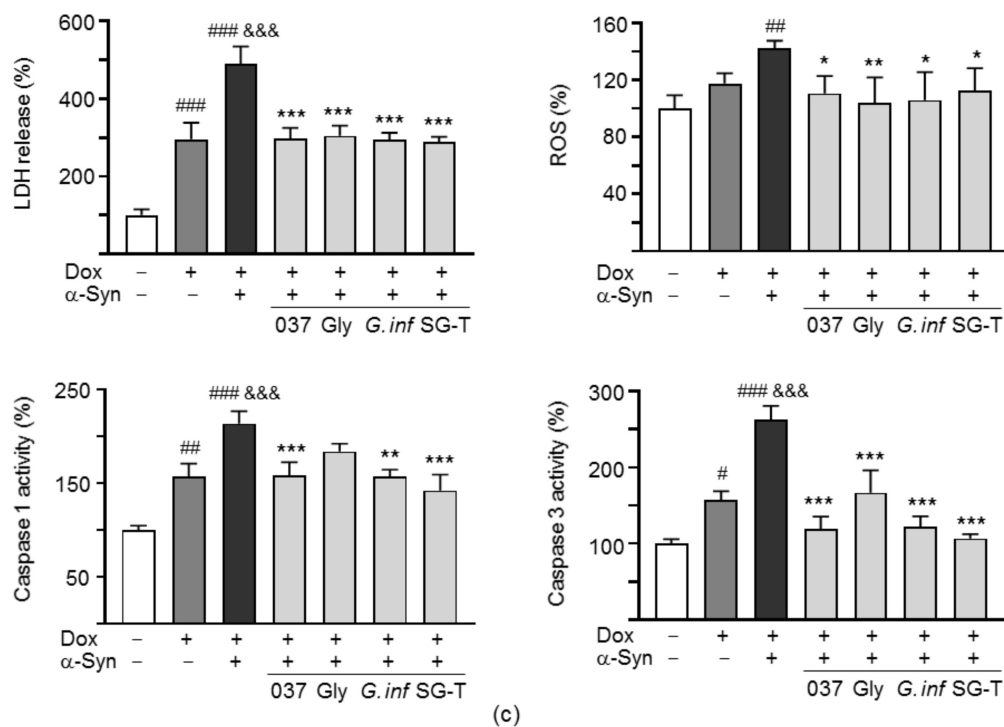 LDH release (%)
600
400
200
###
### &&&
***
***
***
***
Dox – + + + + + +
α-Syn – – + + + + +
037 Gly G. inf SG-T
ROS (%)
160
120
80
40
##
*
**
*
*
Dox – + + + + + +
α-Syn – – + + + + +
037 Gly G. inf SG-T
Caspase 1 activity (%)
250
150
50
##
### &&&
***
**
***
Dox – + + + + + +
α-Syn – – + + + + +
037 Gly G. inf SG-T
Caspase 3 activity (%)
300
200
100
0
#
### &&&
***
***
***
***
Dox – + + + + + +
α-Syn – – + + + + +
037 Gly G. inf SG-T
(c)